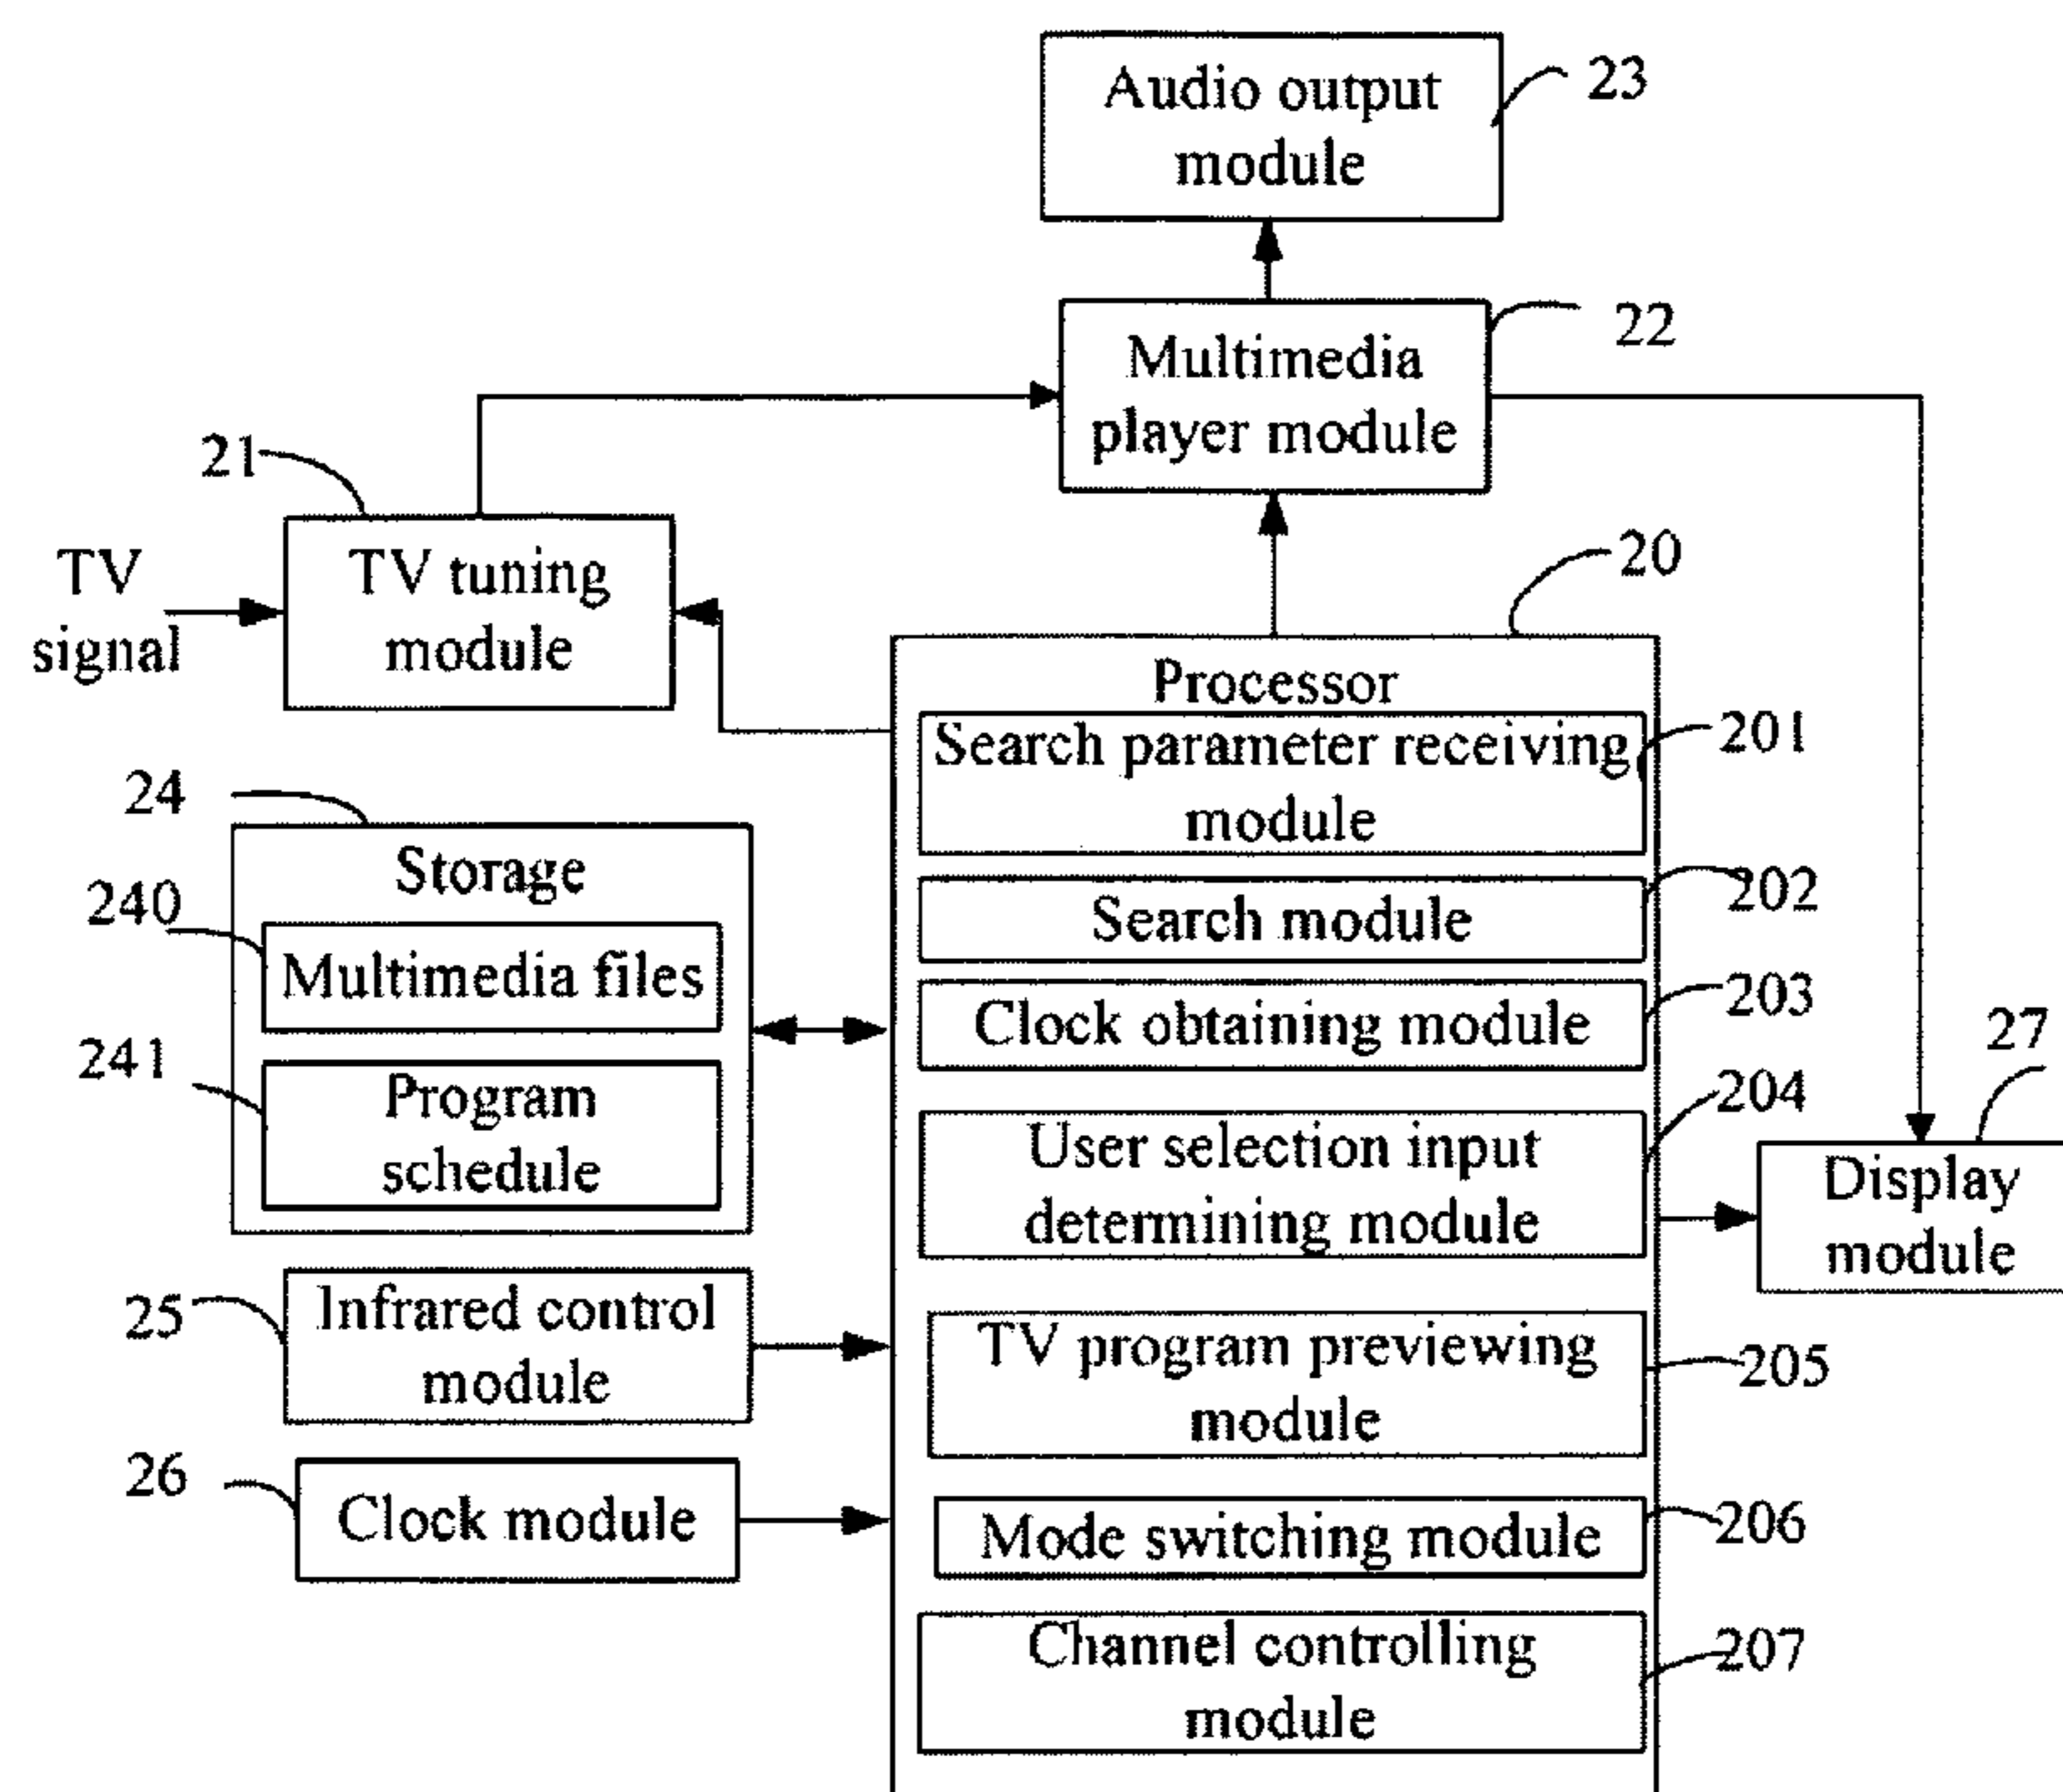 Audio output
module
23
Multimedia
player module
22
21
TV
signal
TV tuning
module
20
Processor
Search parameter receiving
module
201
Search module
202
Clock obtaining module
203
User selection input
determining module
204
TV program previewing
module
205
Mode switching module
206
Channel controlling
module
207
24
Storage
240
Multimedia files
241
Program
schedule
25
Infrared control
module
26
Clock module
27
Display
module